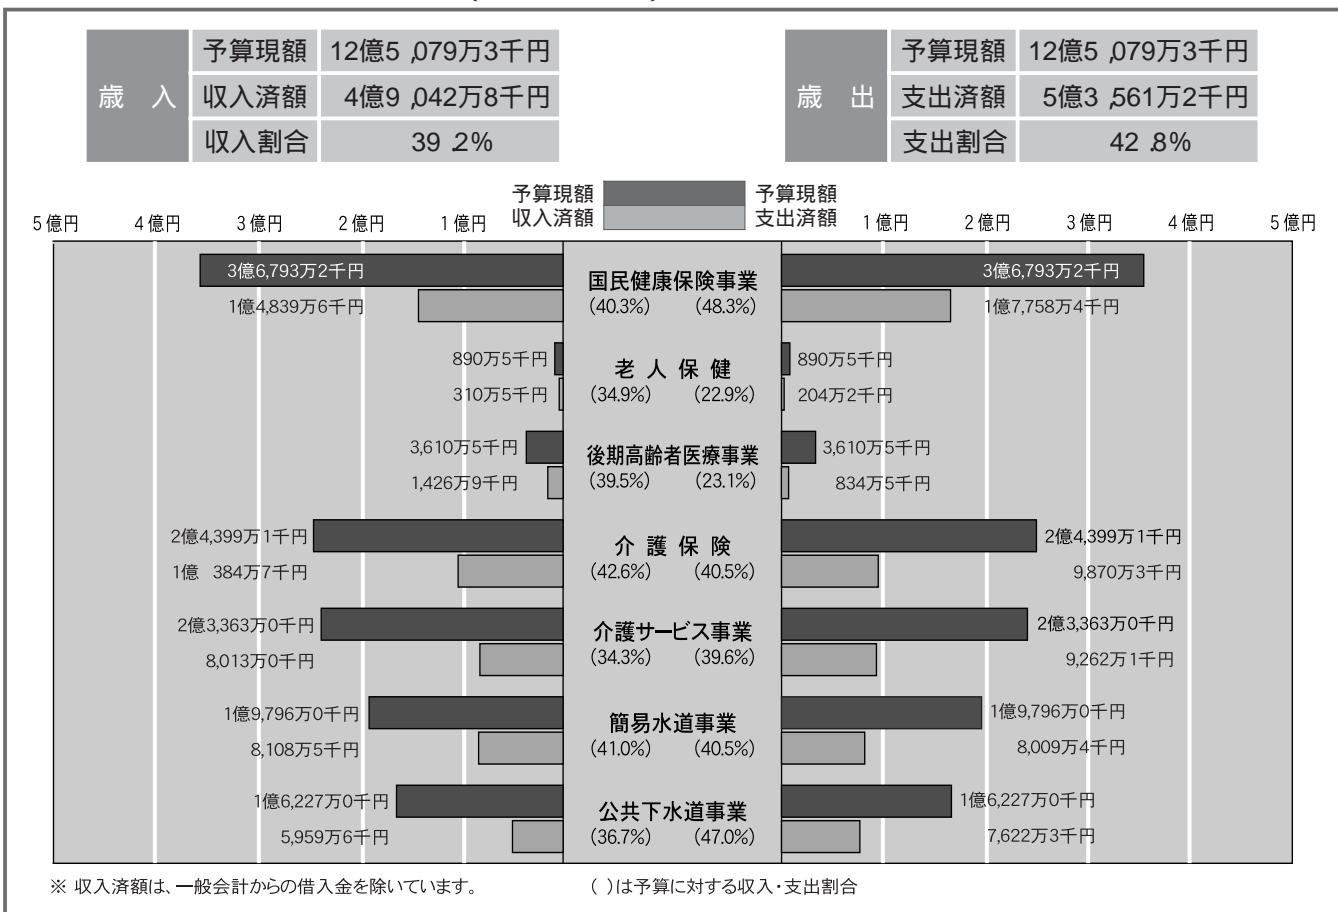 歳 入
予算現額 12億5,079万3千円
収入済額 4億9,042万8千円
収入割合 39.2%
歳 出
予算現額 12億5,079万3千円
支出済額 5億3,561万2千円
支出割合 42.8%
予算現額 予算現額
収入済額 支出済額
5億円 4億円 3億円 2億円 1億円 1億円 2億円 3億円 4億円 5億円
3億6,793万2千円 国民健康保険事業 3億6,793万2千円
1億4,839万6千円 (40.3%) (48.3%) 1億7,758万4千円
890万5千円 老人保健 890万5千円
310万5千円 (34.9%) (22.9%) 204万2千円
3,610万5千円 後期高齢者医療事業 3,610万5千円
1,426万9千円 (39.5%) (23.1%) 834万5千円
2億4,399万1千円 介護保険 2億4,399万1千円
1億 384万7千円 (42.6%) (40.5%) 9,870万3千円
2億3,363万0千円 介護サービス事業 2億3,363万0千円
8,013万0千円 (34.3%) (39.6%) 9,262万1千円
1億9,796万0千円 簡易水道事業 1億9,796万0千円
8,108万5千円 (41.0%) (40.5%) 8,009万4千円
1億6,227万0千円 公共下水道事業 1億6,227万0千円
5,959万6千円 (36.7%) (47.0%) 7,622万3千円
※ 収入済額は、一般会計からの借入金を除いています。 ( )は予算に対する収入・支出割合